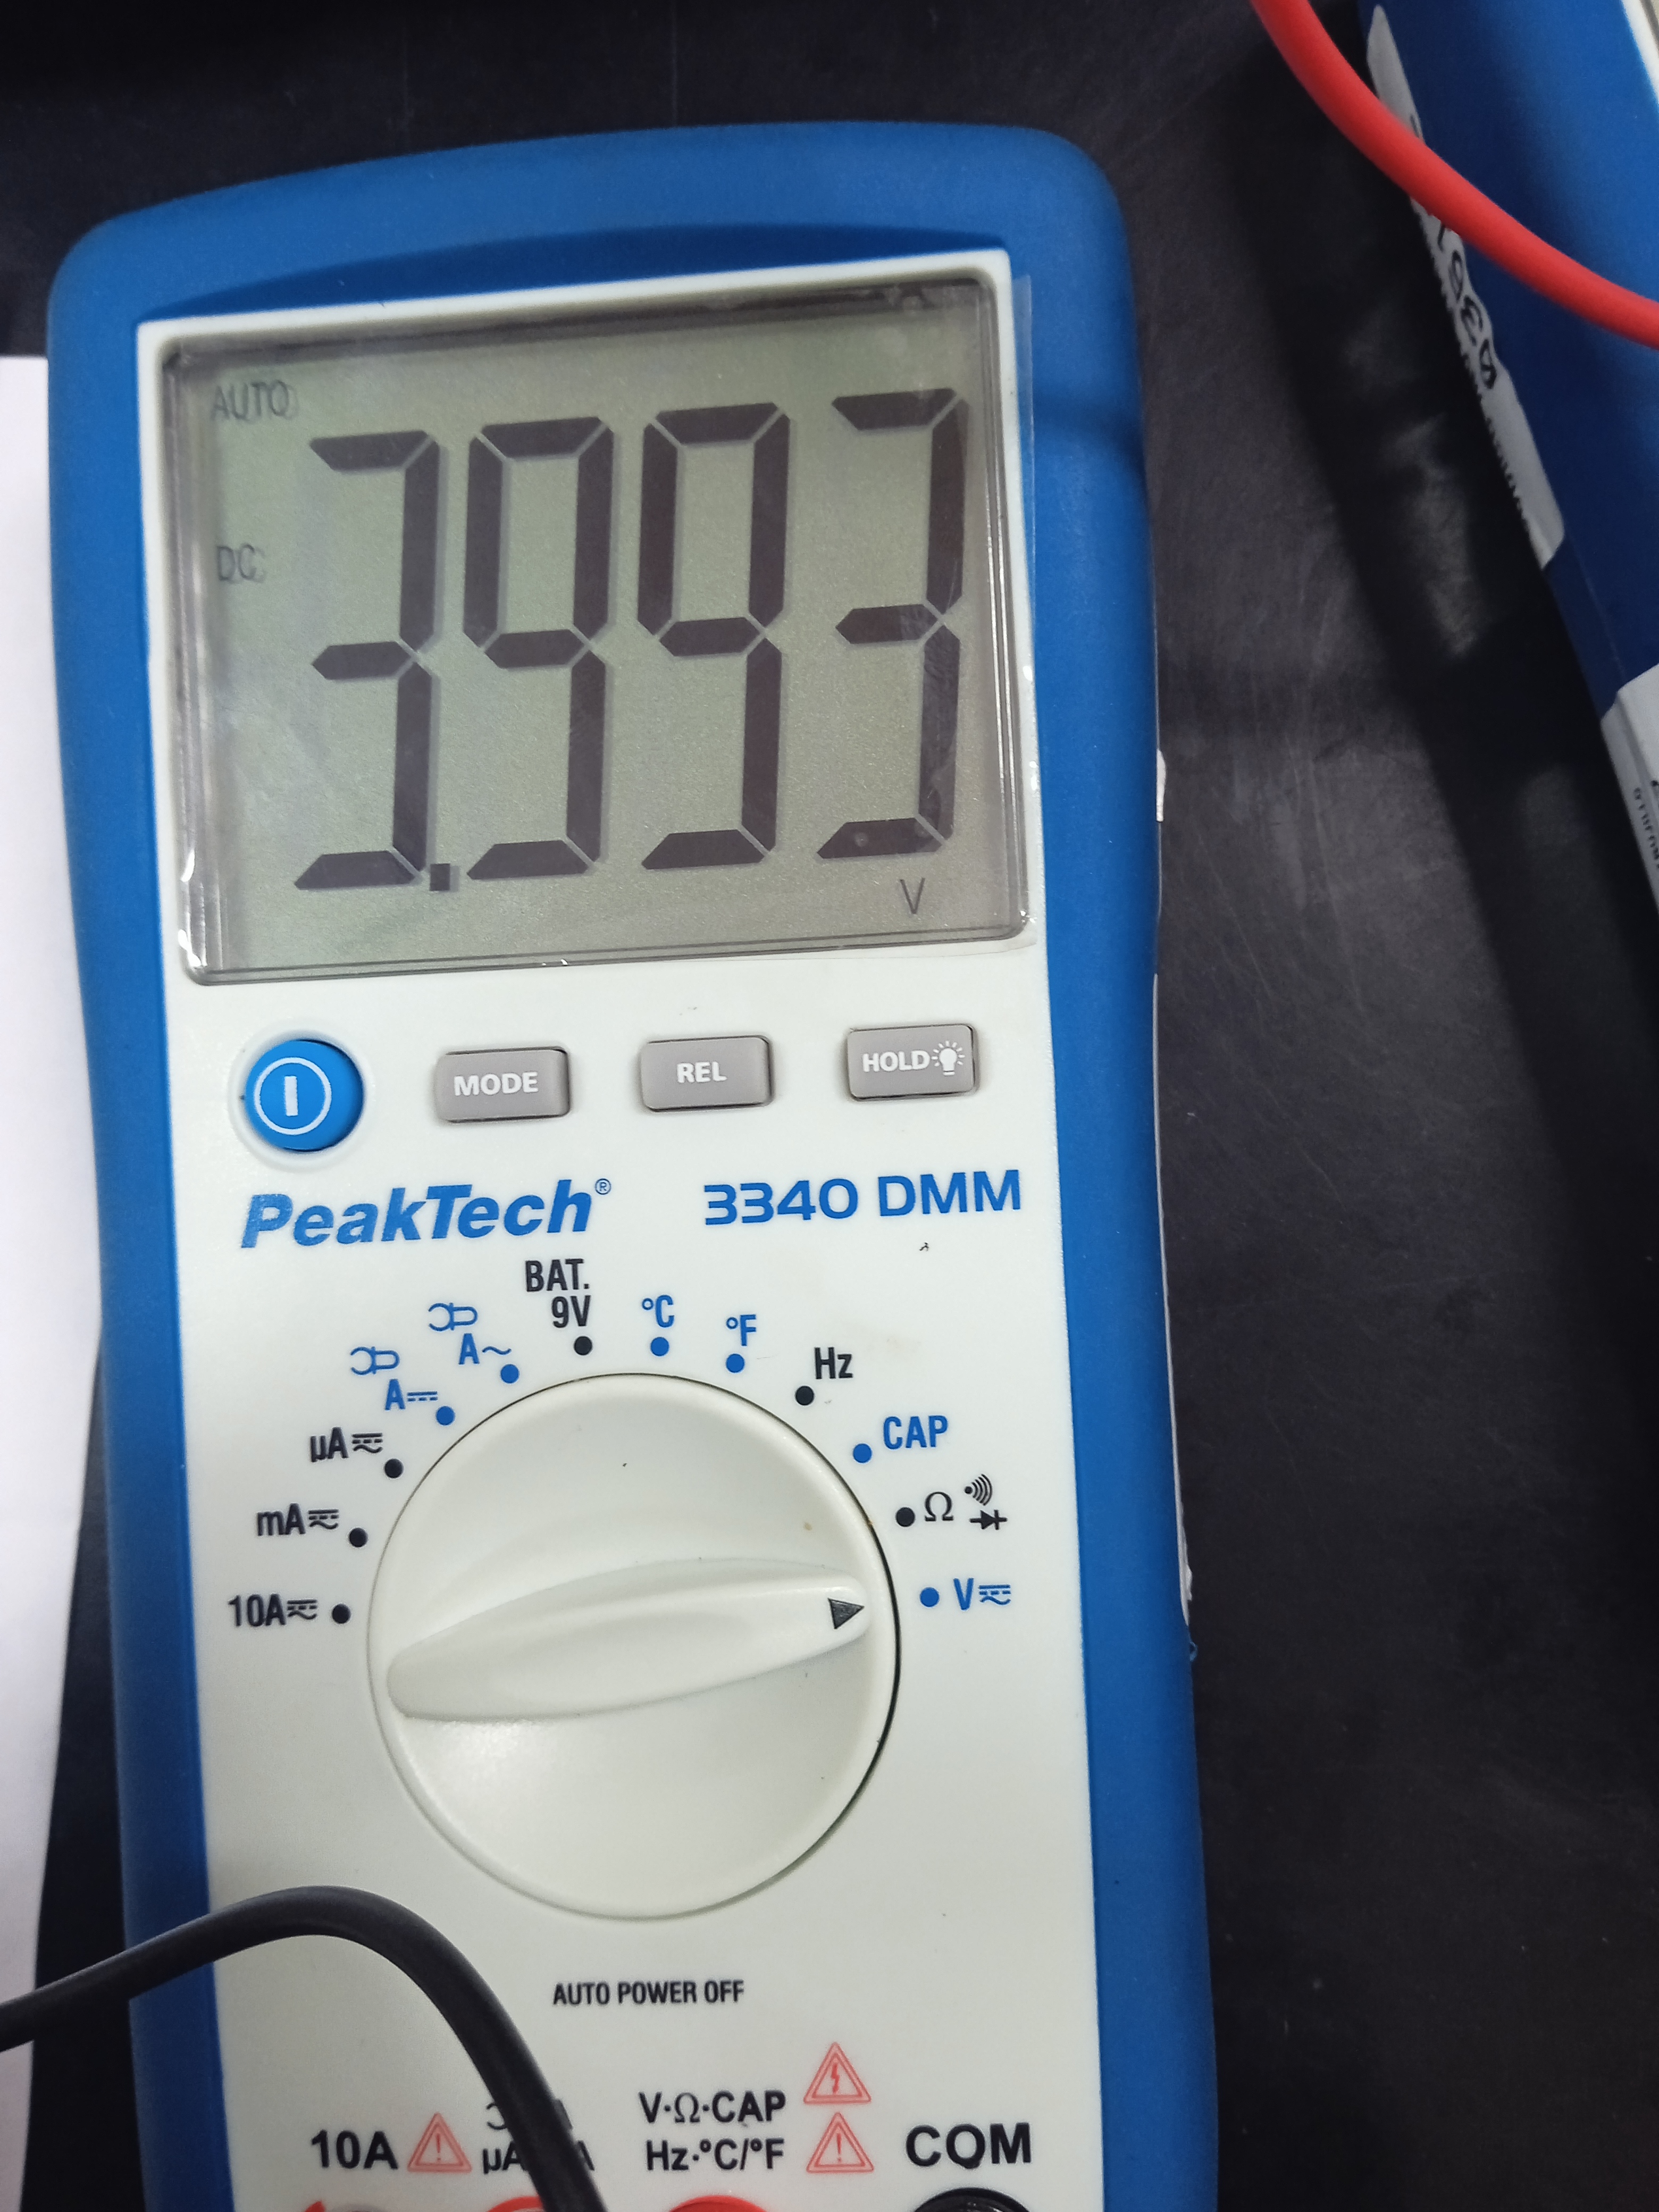 AUTO
DC
3.993
V
MODE
REL
HOLD
PeakTech®
3340 DMM
BAT.
9V
°C
°F
Hz
A~
A⎓
µA
mA
10A
CAP
Ω
V
AUTO POWER OFF
10A
V·Ω·CAP
Hz·°C/°F
COM